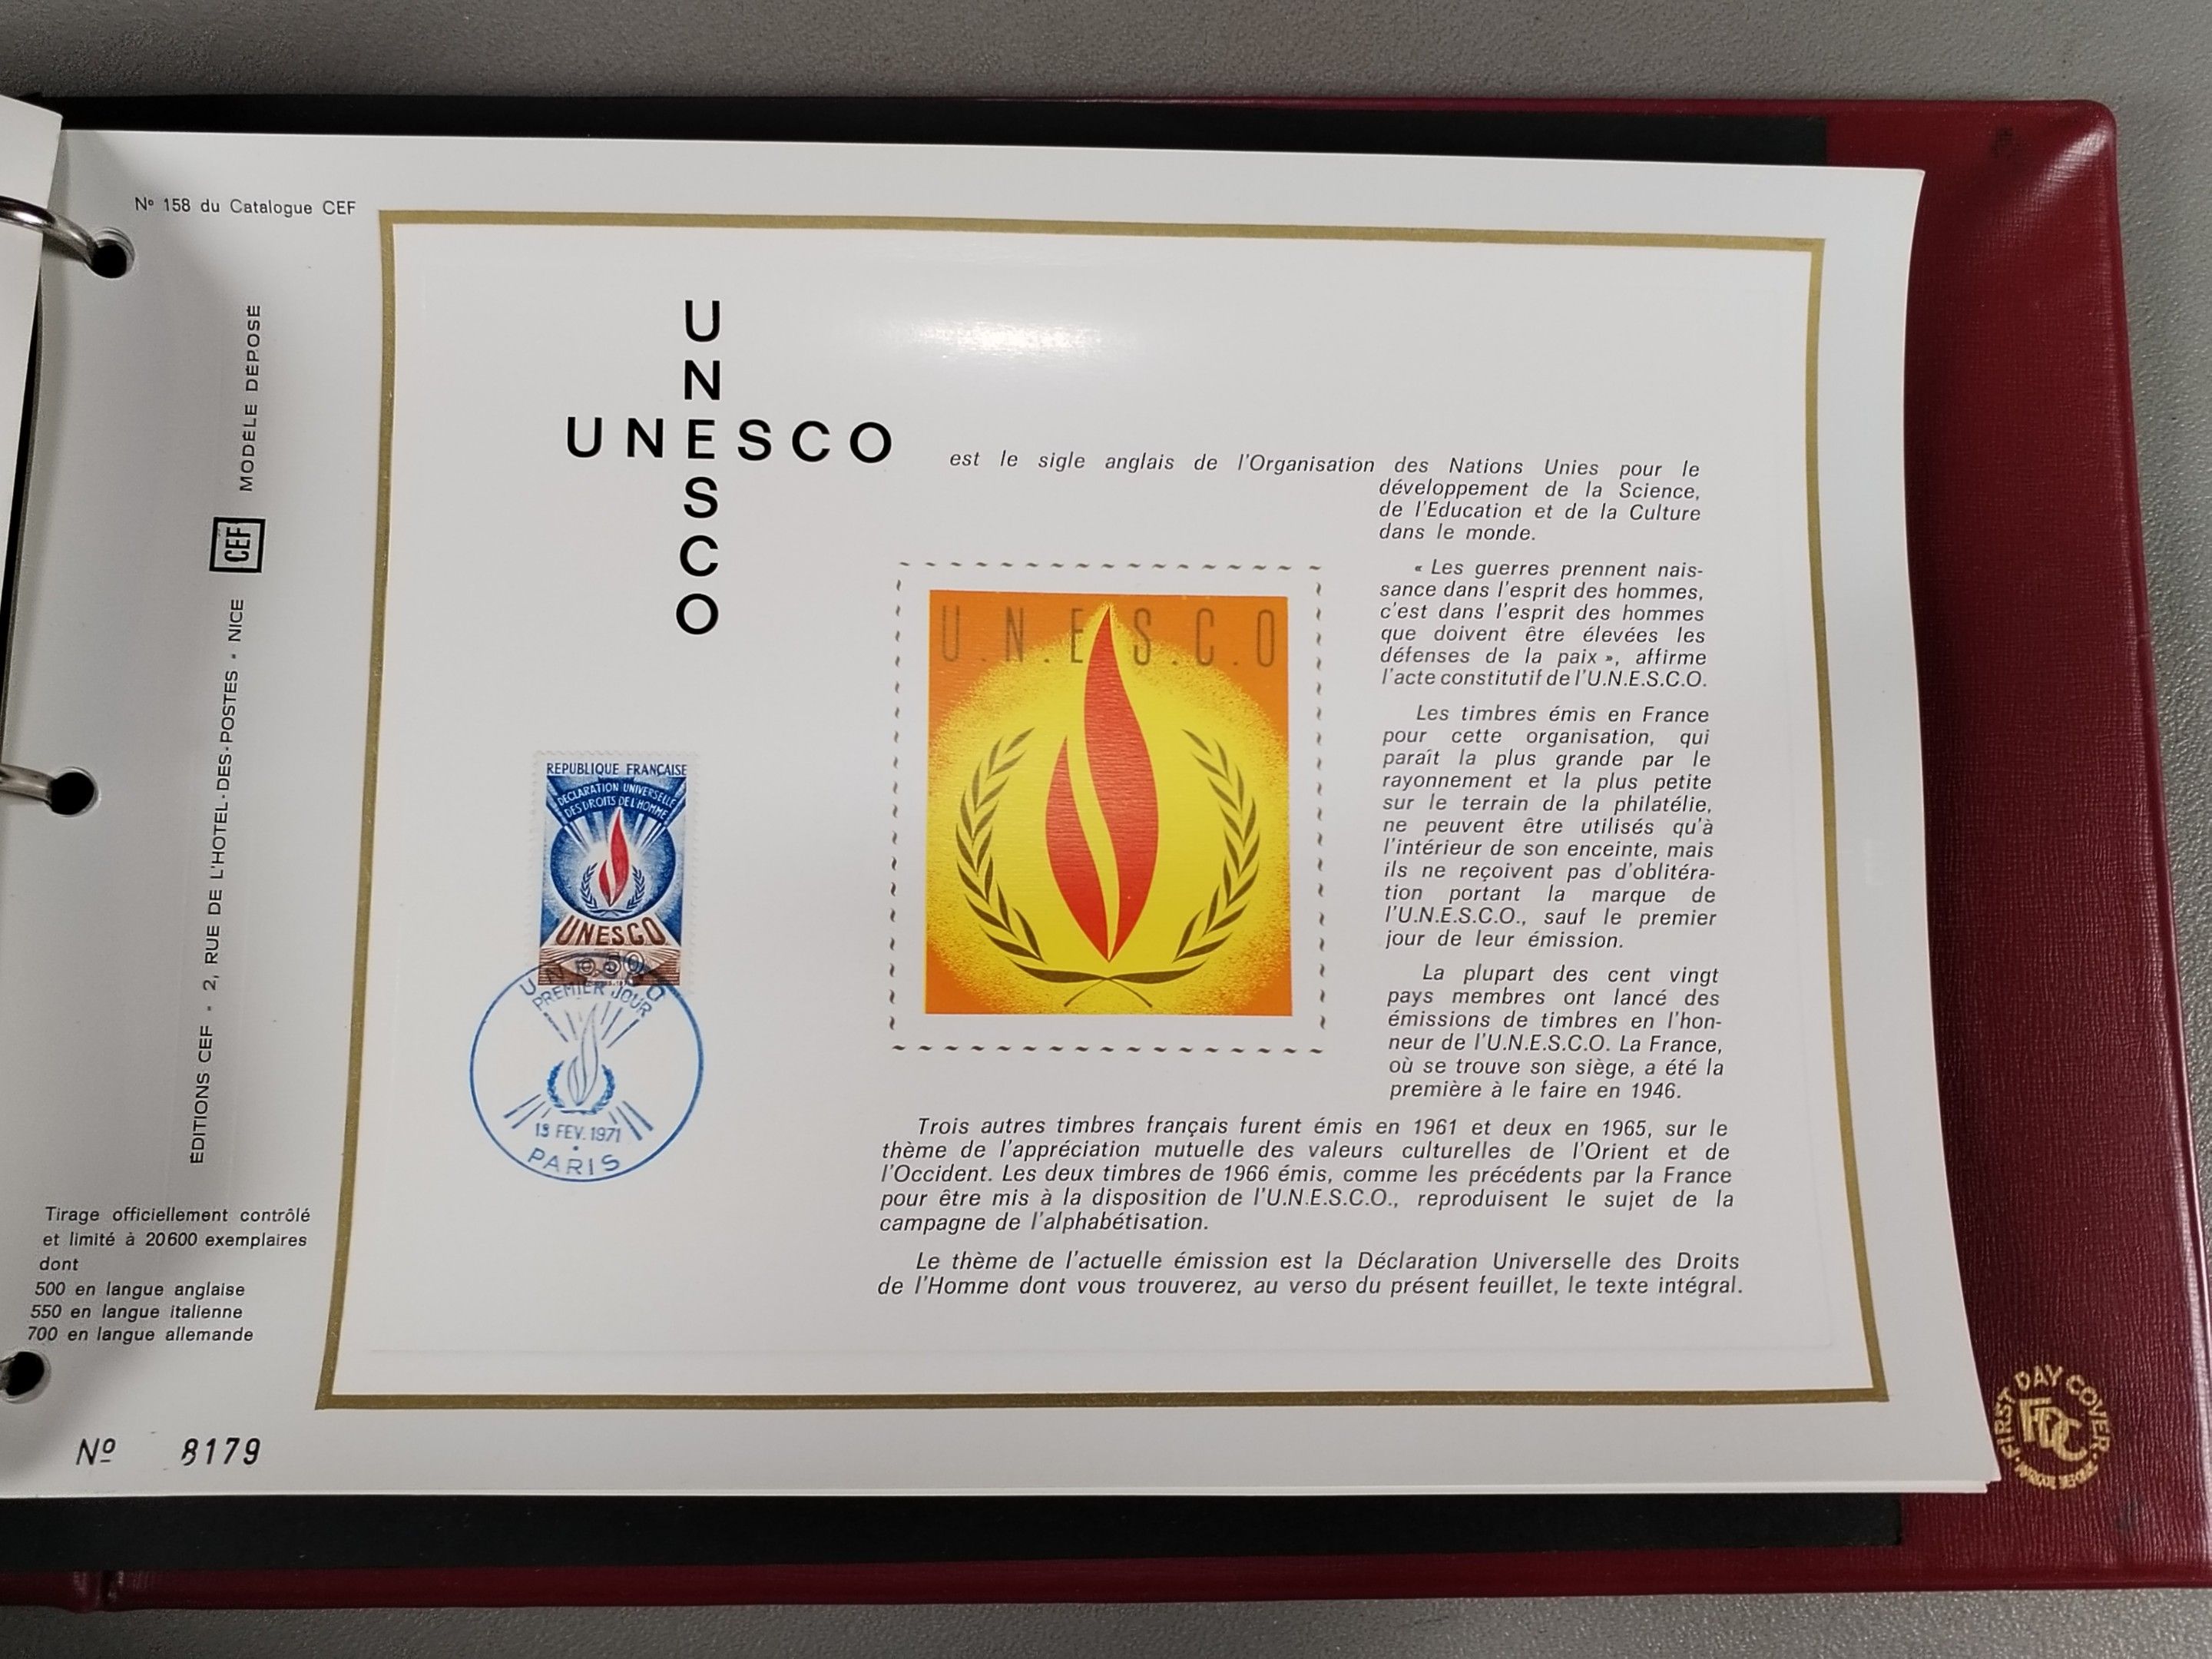 Nº 158 du Catalogue CEF
ÉDITIONS CEF - 2, RUE DE L'HOTEL-DES-POSTES - NICE CEF MODÈLE DÉPOSÉ
Tirage officiellement contrôlé
et limité à 20600 exemplaires
dont
500 en langue anglaise
550 en langue italienne
700 en langue allemande
Nº 8179
UNESCO
UNESCO
est le sigle anglais de l'Organisation des Nations Unies pour le
développement de la Science,
de l'Education et de la Culture
dans le monde.
« Les guerres prennent nais-
sance dans l'esprit des hommes,
c'est dans l'esprit des hommes
que doivent être élevées les
défenses de la paix », affirme
l'acte constitutif de l'U.N.E.S.C.O.
Les timbres émis en France
pour cette organisation, qui
paraît la plus grande par le
rayonnement et la plus petite
sur le terrain de la philatélie,
ne peuvent être utilisés qu'à
l'intérieur de son enceinte, mais
ils ne reçoivent pas d'oblitéra-
tion portant la marque de
l'U.N.E.S.C.O., sauf le premier
jour de leur émission.
La plupart des cent vingt
pays membres ont lancé des
émissions de timbres en l'hon-
neur de l'U.N.E.S.C.O. La France,
où se trouve son siège, a été la
première à le faire en 1946.
Trois autres timbres français furent émis en 1961 et deux en 1965, sur le
thème de l'appréciation mutuelle des valeurs culturelles de l'Orient et de
l'Occident. Les deux timbres de 1966 émis, comme les précédents par la France
pour être mis à la disposition de l'U.N.E.S.C.O., reproduisent le sujet de la
campagne de l'alphabétisation.
Le thème de l'actuelle émission est la Déclaration Universelle des Droits
de l'Homme dont vous trouverez, au verso du présent feuillet, le texte intégral.
U.N.E.S.C.O
REPUBLIQUE FRANÇAISE
DECLARATION UNIVERSELLE
DES DROITS DE L'HOMME
UNESCO
0.50
UNESCO
PREMIER JOUR
PARIS
FIRST DAY COVER
FDC